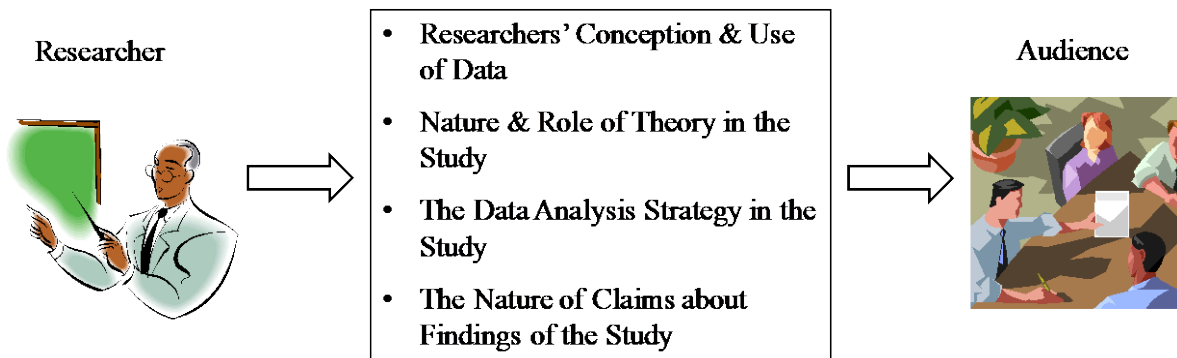 Researcher
• Researchers' Conception & Use
of Data
• Nature & Role of Theory in the
Study
• The Data Analysis Strategy in the
Study
• The Nature of Claims about
Findings of the Study
Audience